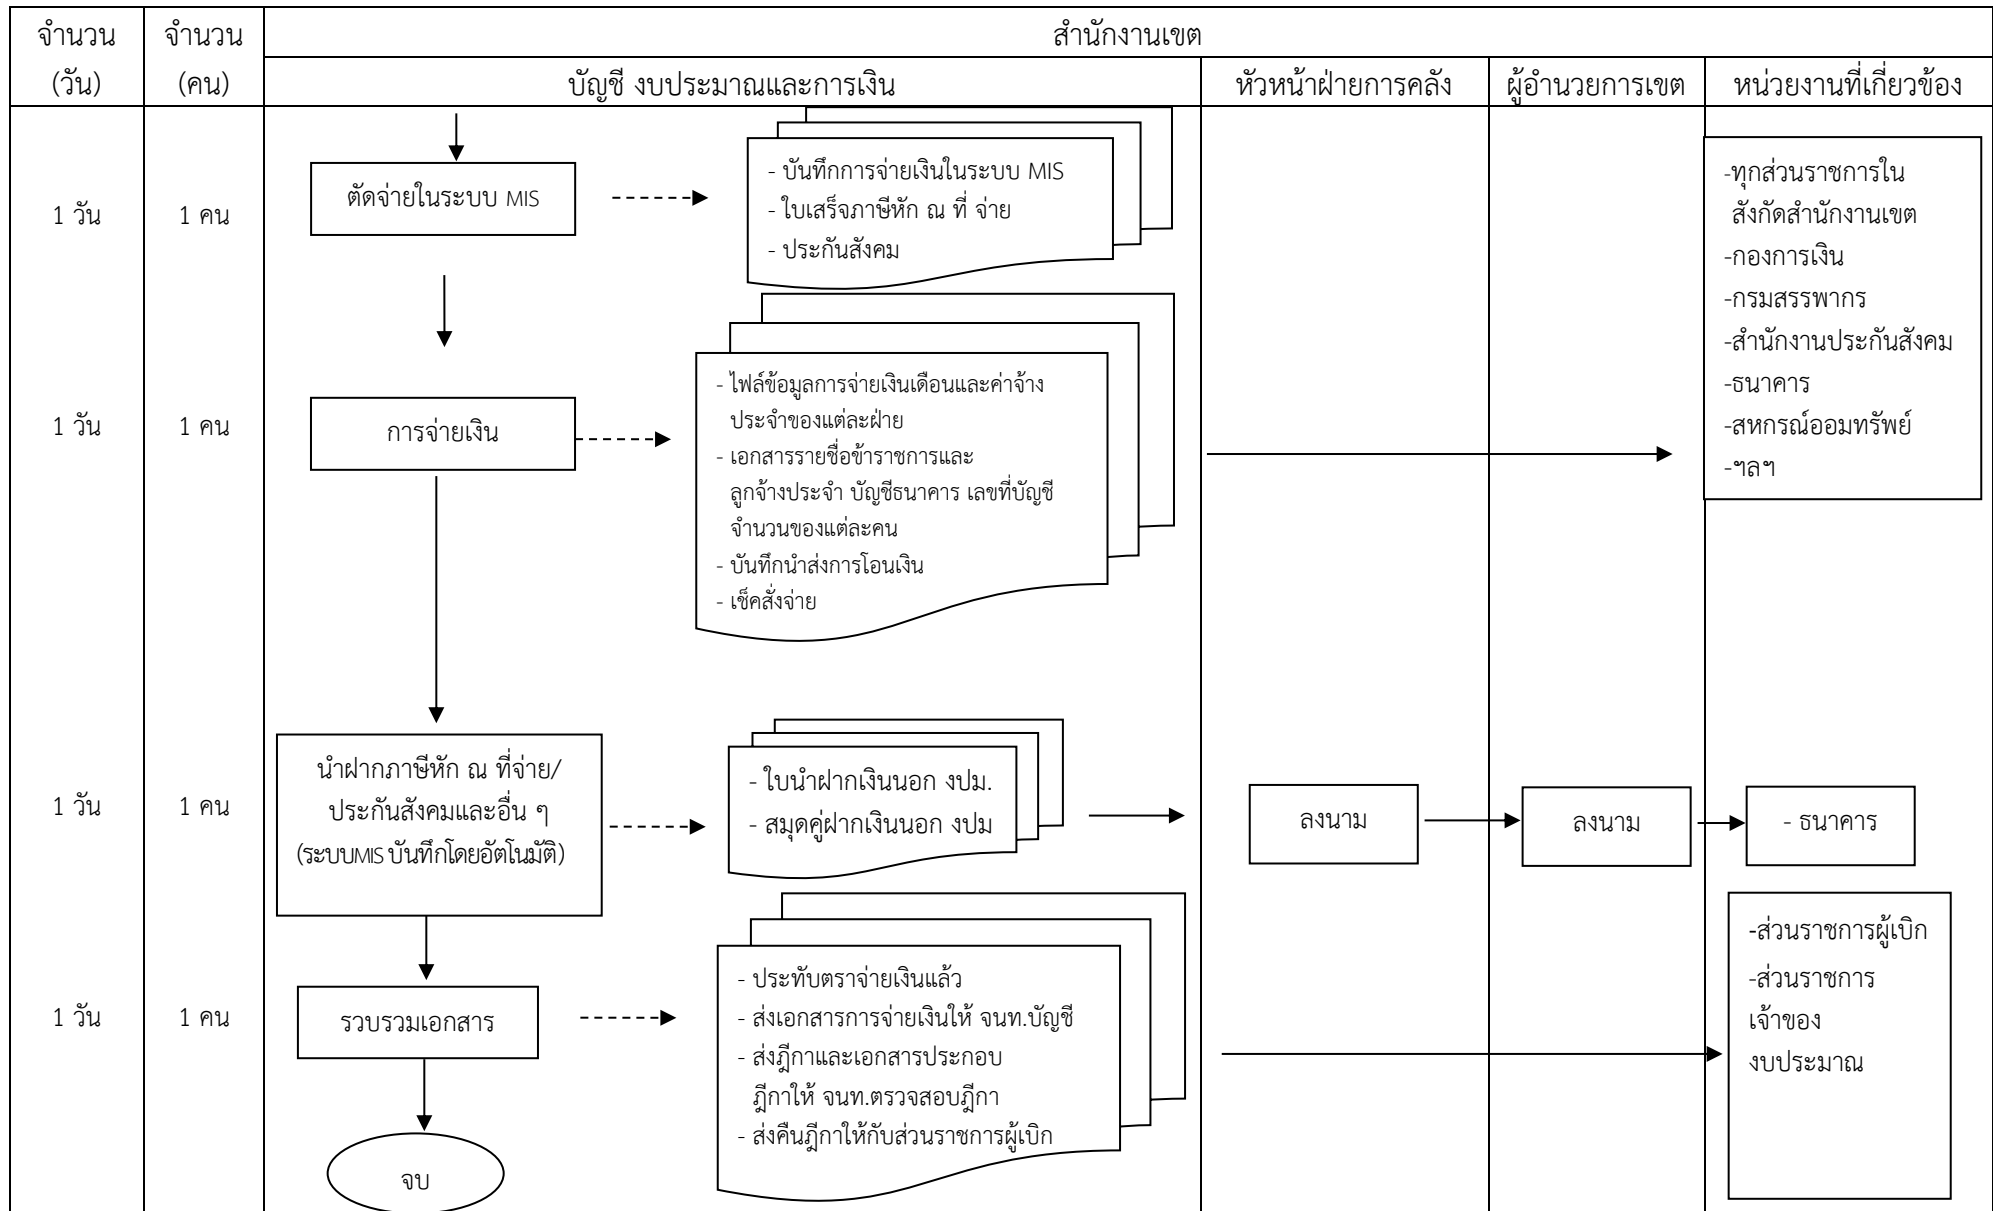 จำนวน
(วัน)
จำนวน
(คน)
สำนักงานเขต
บัญชี งบประมาณและการเงิน
หัวหน้าฝ่ายการคลัง
ผู้อำนวยการเขต
หน่วยงานที่เกี่ยวข้อง
1 วัน
1 คน
ตัดจ่ายในระบบ MIS
- บันทึกการจ่ายเงินในระบบ MIS
- ใบเสร็จภาษีหัก ณ ที่ จ่าย
- ประกันสังคม
-ทุกส่วนราชการใน
สังกัดสำนักงานเขต
-กองการเงิน
-กรมสรรพากร
-สำนักงานประกันสังคม
-ธนาคาร
-สหกรณ์ออมทรัพย์
-ฯลฯ
1 วัน
1 คน
การจ่ายเงิน
- ไฟล์ข้อมูลการจ่ายเงินเดือนและค่าจ้าง
ประจำของแต่ละฝ่าย
- เอกสารรายชื่อข้าราชการและ
ลูกจ้างประจำ บัญชีธนาคาร เลขที่บัญชี
จำนวนของแต่ละคน
- บันทึกนำส่งการโอนเงิน
- เช็คสั่งจ่าย
1 วัน
1 คน
นำฝากภาษีหัก ณ ที่จ่าย/
ประกันสังคมและอื่น ๆ
(ระบบMIS บันทึกโดยอัตโนมัติ)
- ใบนำฝากเงินนอก งปม.
- สมุดคู่ฝากเงินนอก งปม
ลงนาม
ลงนาม
- ธนาคาร
1 วัน
1 คน
รวบรวมเอกสาร
- ประทับตราจ่ายเงินแล้ว
- ส่งเอกสารการจ่ายเงินให้ จนท.บัญชี
- ส่งฎีกาและเอกสารประกอบ
ฎีกาให้ จนท.ตรวจสอบฎีกา
- ส่งคืนฎีกาให้กับส่วนราชการผู้เบิก
-ส่วนราชการผู้เบิก
-ส่วนราชการ
เจ้าของ
งบประมาณ
จบ